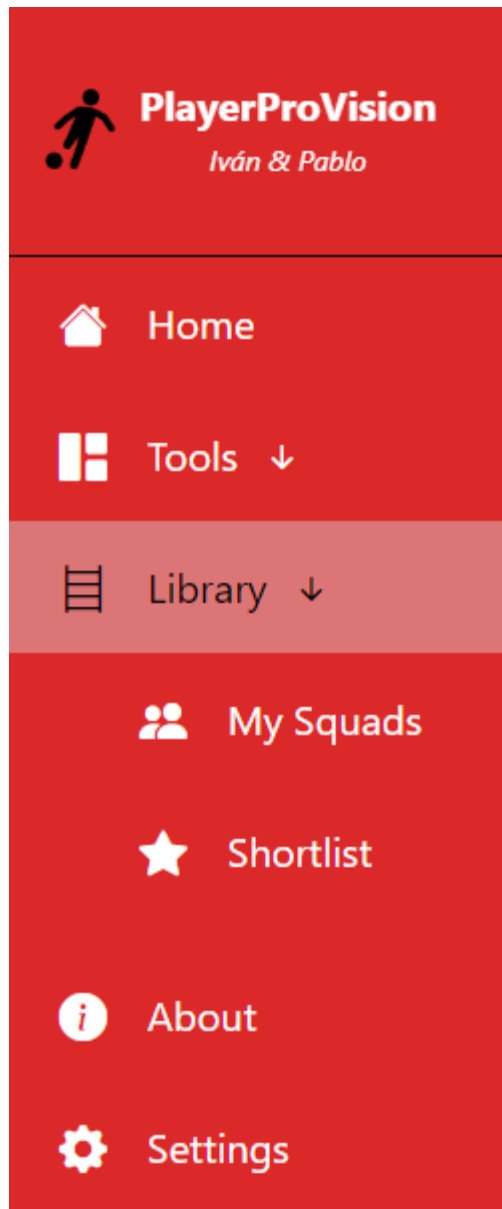 PlayerProVision
Iván & Pablo
Home
Tools ↓
Library ↓
My Squads
Shortlist
i About
Settings